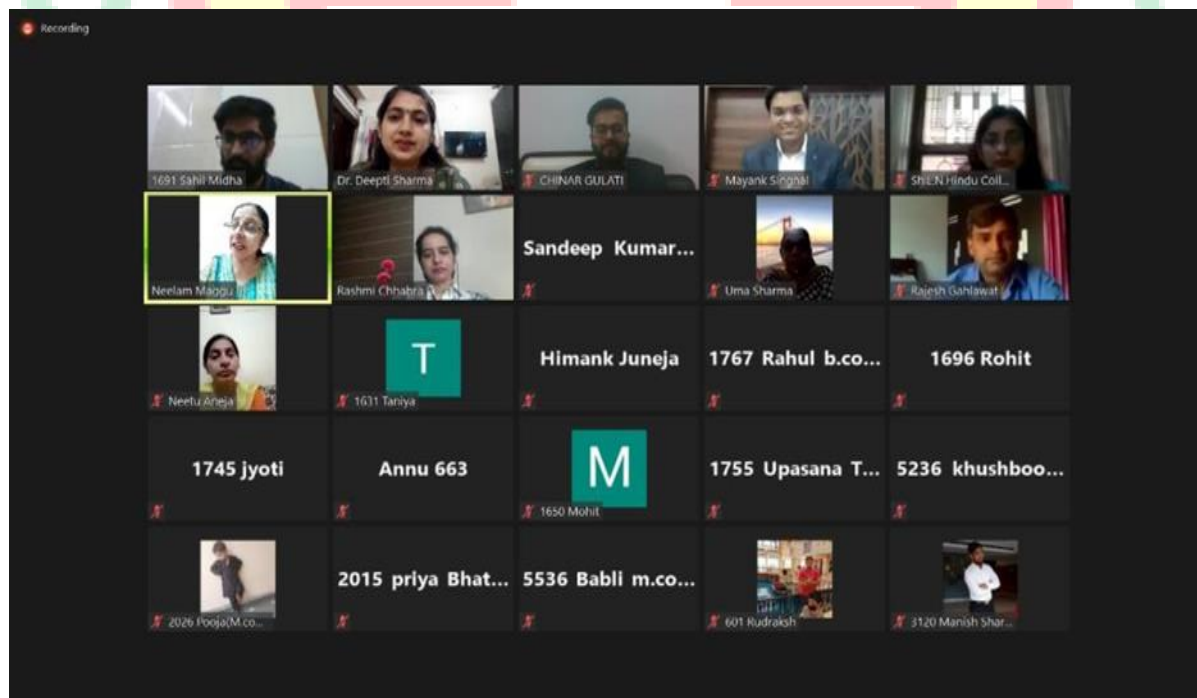 Recording
1691 Sahil Midha
Dr. Deepti Sharma
CHINAR GULATI
Mayank Singhal
Sh.L.N.Hindu Coll...
Neelam Maggu
Rashmi Chhabra
Sandeep Kumar...
Uma Sharma
Rajesh Gahlawat
Neetu Aneja
T
1631 Taniya
Himank Juneja
1767 Rahul b.co...
1696 Rohit
1745 jyoti
Annu 663
M
1650 Mohit
1755 Upasana T...
5236 khushboo...
2026 Pooja(M.co...
2015 priya Bhat...
5536 Babli m.co...
601 Rudraksh
3120 Manish Shar...